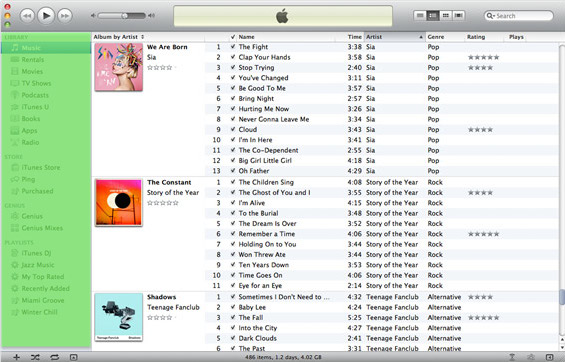 Search
LIBRARY
Music
Rentals
Movies
TV Shows
Podcasts
iTunes U
Books
Apps
Radio
STORE
iTunes Store
Ping
Purchased
GENIUS
Genius
Genius Mixes
PLAYLISTS
iTunes DJ
Jazz Music
My Top Rated
Recently Added
Miami Groove
Winter Chill
Album by Artist Name Time Artist Genre Rating Plays
We Are Born
Sia
1 The Fight 3:38 Sia Pop
2 Clap Your Hands 3:58 Sia Pop
3 Stop Trying 2:40 Sia Pop
4 You've Changed 3:11 Sia Pop
5 Be Good To Me 3:57 Sia Pop
6 Bring Night 2:57 Sia Pop
7 Hurting Me Now 3:26 Sia Pop
8 Never Gonna Leave Me 3:34 Sia Pop
9 Cloud 3:43 Sia Pop
10 I'm In Here 3:41 Sia Pop
11 The Co-Dependent 2:55 Sia Pop
12 Big Girl Little Girl 4:18 Sia Pop
13 Oh Father 4:29 Sia Pop
The Constant
Story of the Year
1 The Children Sing 4:08 Story of the Year Rock
2 The Ghost of You and I 3:55 Story of the Year Rock
3 I'm Alive 4:15 Story of the Year Rock
4 To the Burial 3:48 Story of the Year Rock
5 The Dream Is Over 3:52 Story of the Year Rock
6 Remember a Time 4:06 Story of the Year Rock
7 Holding On to You 3:44 Story of the Year Rock
8 Won Threw Ate 3:44 Story of the Year Rock
9 Ten Years Down 3:53 Story of the Year Rock
10 Time Goes On 4:06 Story of the Year Rock
11 Eye for an Eye 2:14 Story of the Year Rock
Shadows
Teenage Fanclub
1 Sometimes I Don't Need to ... 4:32 Teenage Fanclub Alternative
2 Baby Lee 4:24 Teenage Fanclub Alternative
3 The Fall 5:25 Teenage Fanclub Alternative
4 Into the City 4:27 Teenage Fanclub Alternative
5 Dark Clouds 2:41 Teenage Fanclub Alternative
6 The Past 3:31 Teenage Fanclub Alternative
486 items, 1.2 days, 4.02 GB